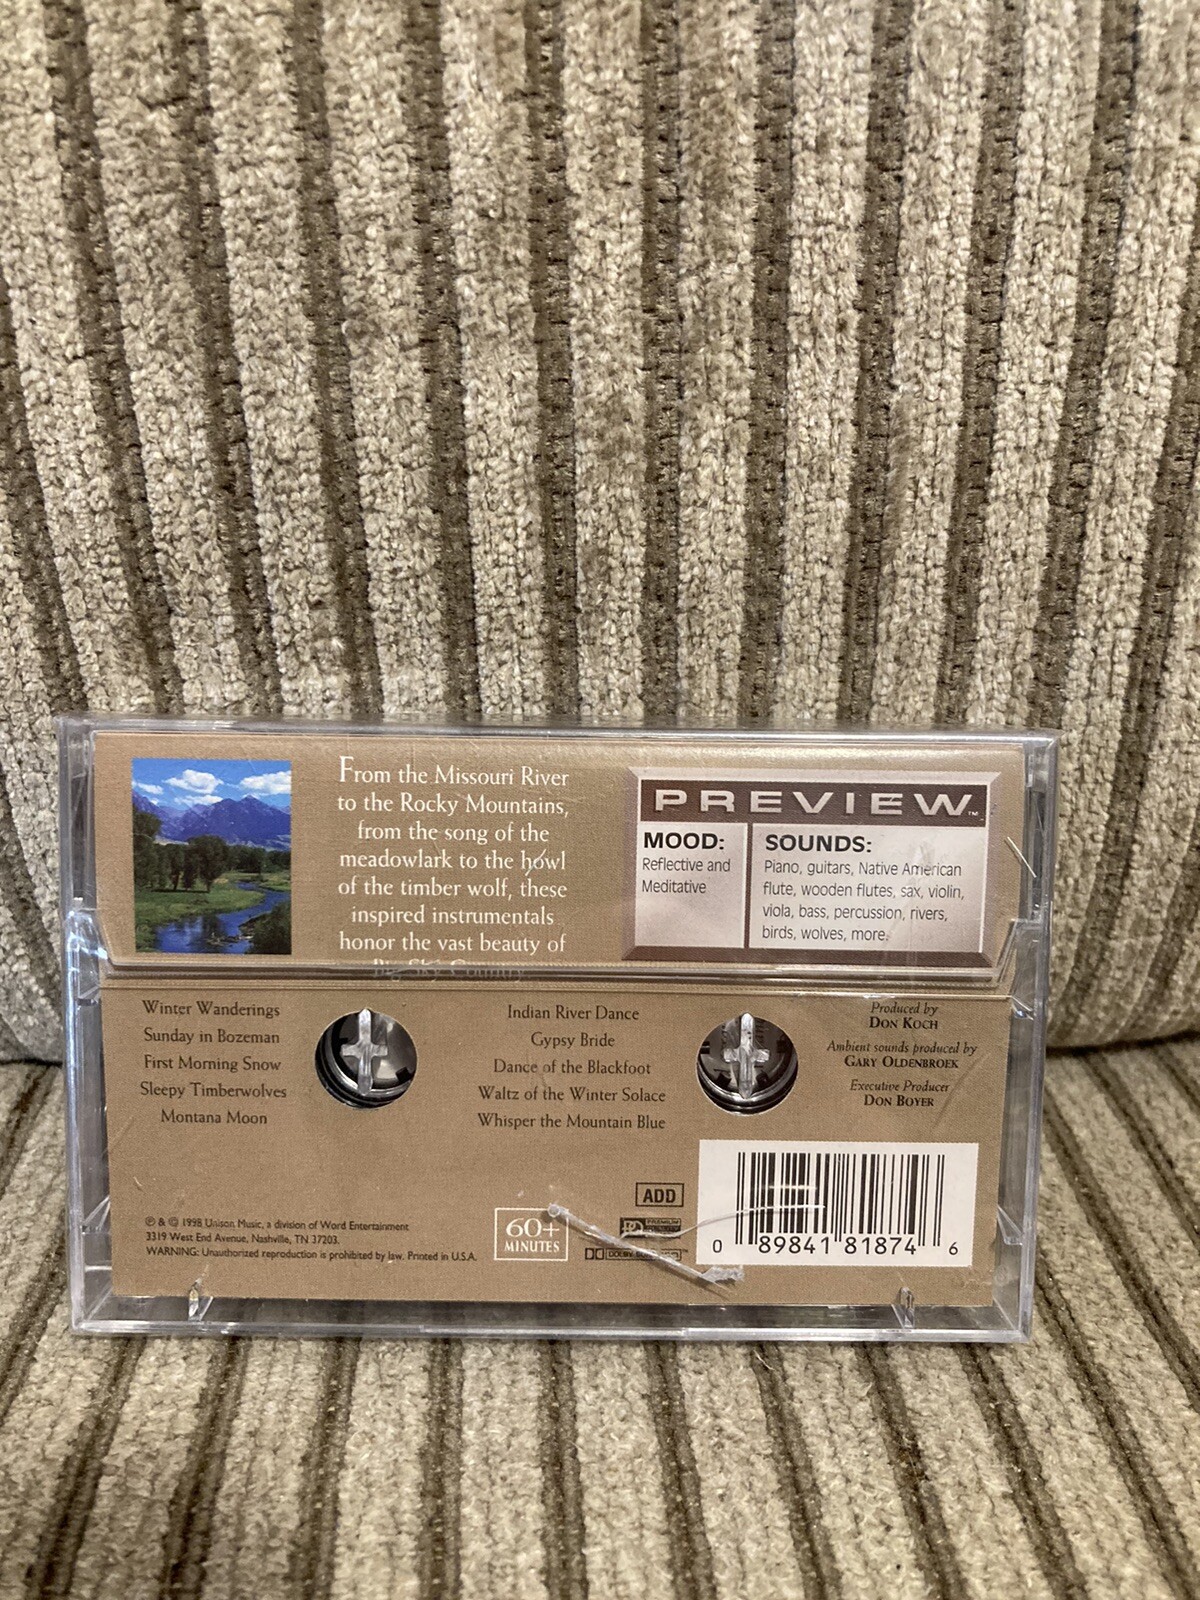 From the Missouri River
to the Rocky Mountains,
from the song of the
meadowlark to the howl
of the timber wolf, these
inspired instrumentals
honor the vast beauty of
Big Sky Country
PREVIEW™
MOOD:
Reflective and
Meditative
SOUNDS:
Piano, guitars, Native American
flute, wooden flutes, sax, violin,
viola, bass, percussion, rivers,
birds, wolves, more.
Winter Wanderings
Sunday in Bozeman
First Morning Snow
Sleepy Timberwolves
Montana Moon
Indian River Dance
Gypsy Bride
Dance of the Blackfoot
Waltz of the Winter Solace
Whisper the Mountain Blue
Produced by
DON KOCH
Ambient sounds produced by
GARY OLDENBROEK
Executive Producer
DON BOYER
℗ & © 1998 Unison Music, a division of Word Entertainment
3319 West End Avenue, Nashville, TN 37203.
WARNING: Unauthorized reproduction is prohibited by law. Printed in U.S.A.
60+
MINUTES
ADD
PREMIUM
DOLBY
0 89841 81874 6